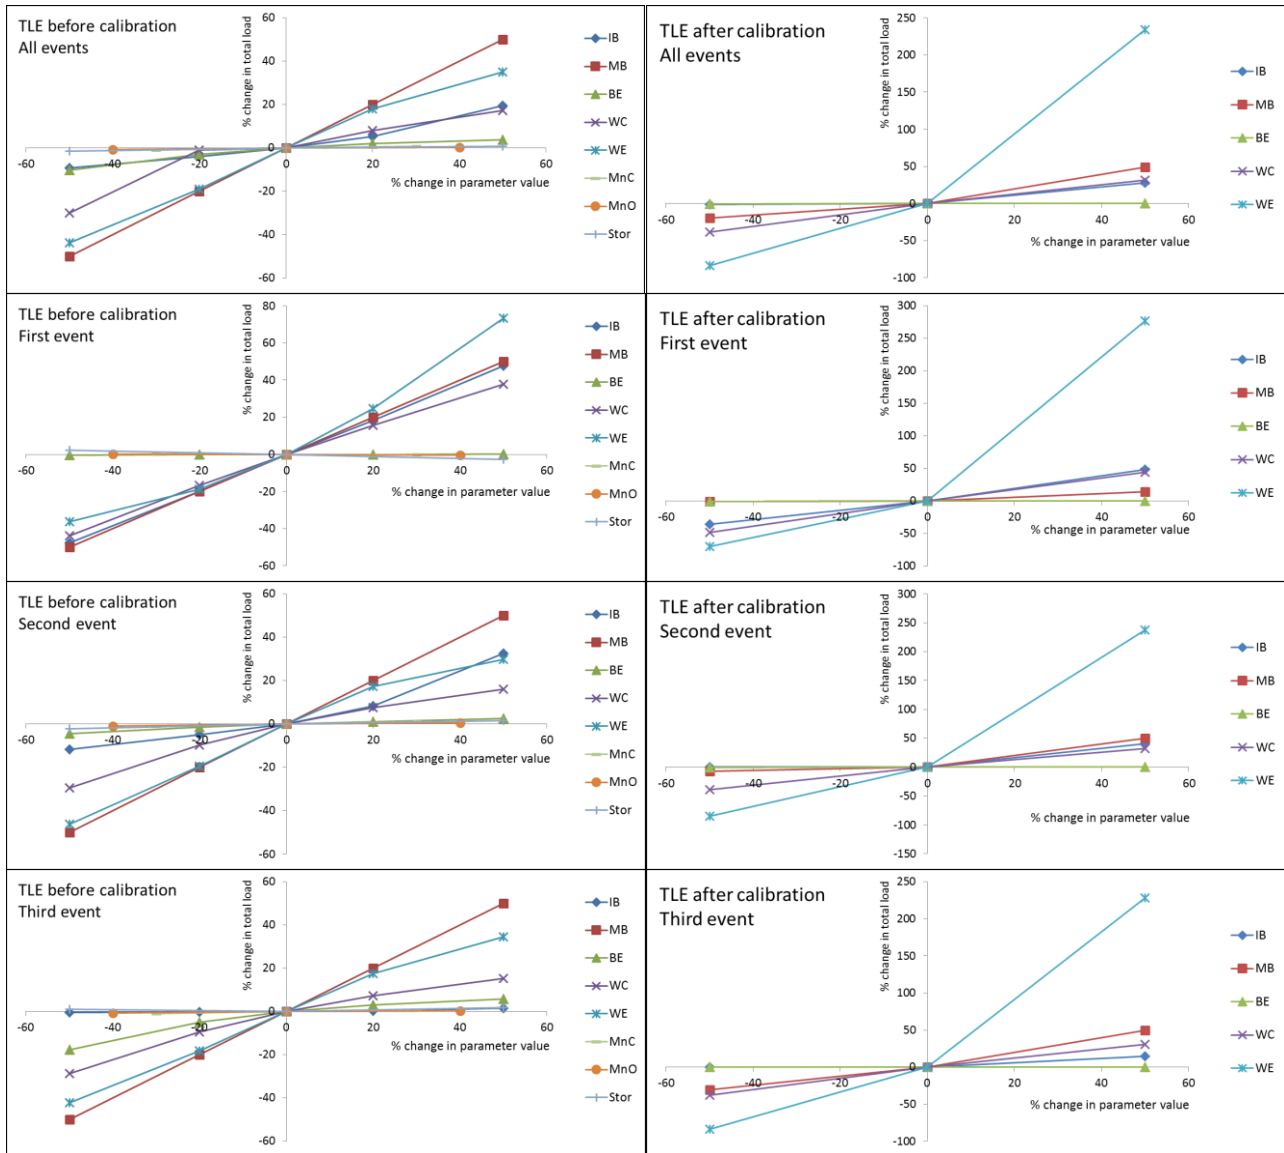 TLE before calibration
All events
% change in total load
60
40
20
0
-20
-40
-60
-60
-40
-20
0
20
40
60
% change in parameter value
IB
MB
BE
WC
WE
MnC
MnO
Stor
TLE after calibration
All events
% change in total load
250
200
150
100
50
0
-50
-100
-60
-40
-20
0
20
40
60
% change in parameter value
IB
MB
BE
WC
WE
TLE before calibration
First event
% change in total load
80
60
40
20
0
-20
-40
-60
-60
-40
-20
0
20
40
60
% change in parameter value
IB
MB
BE
WC
WE
MnC
MnO
Stor
TLE after calibration
First event
% change in total load
300
250
200
150
100
50
0
-50
-100
-60
-40
-20
0
20
40
60
% change in parameter value
IB
MB
BE
WC
WE
TLE before calibration
Second event
% change in total load
60
40
20
0
-20
-40
-60
-60
-40
-20
0
20
40
60
% change in parameter value
IB
MB
BE
WC
WE
MnC
MnO
Stor
TLE after calibration
Second event
% change in total load
300
250
200
150
100
50
0
-50
-100
-150
-60
-40
-20
0
20
40
60
% change in parameter value
IB
MB
BE
WC
WE
TLE before calibration
Third event
% change in total load
60
40
20
0
-20
-40
-60
-60
-40
-20
0
20
40
60
% change in parameter value
IB
MB
BE
WC
WE
MnC
MnO
Stor
TLE after calibration
Third event
% change in total load
250
200
150
100
50
0
-50
-100
-60
-40
-20
0
20
40
60
% change in parameter value
IB
MB
BE
WC
WE